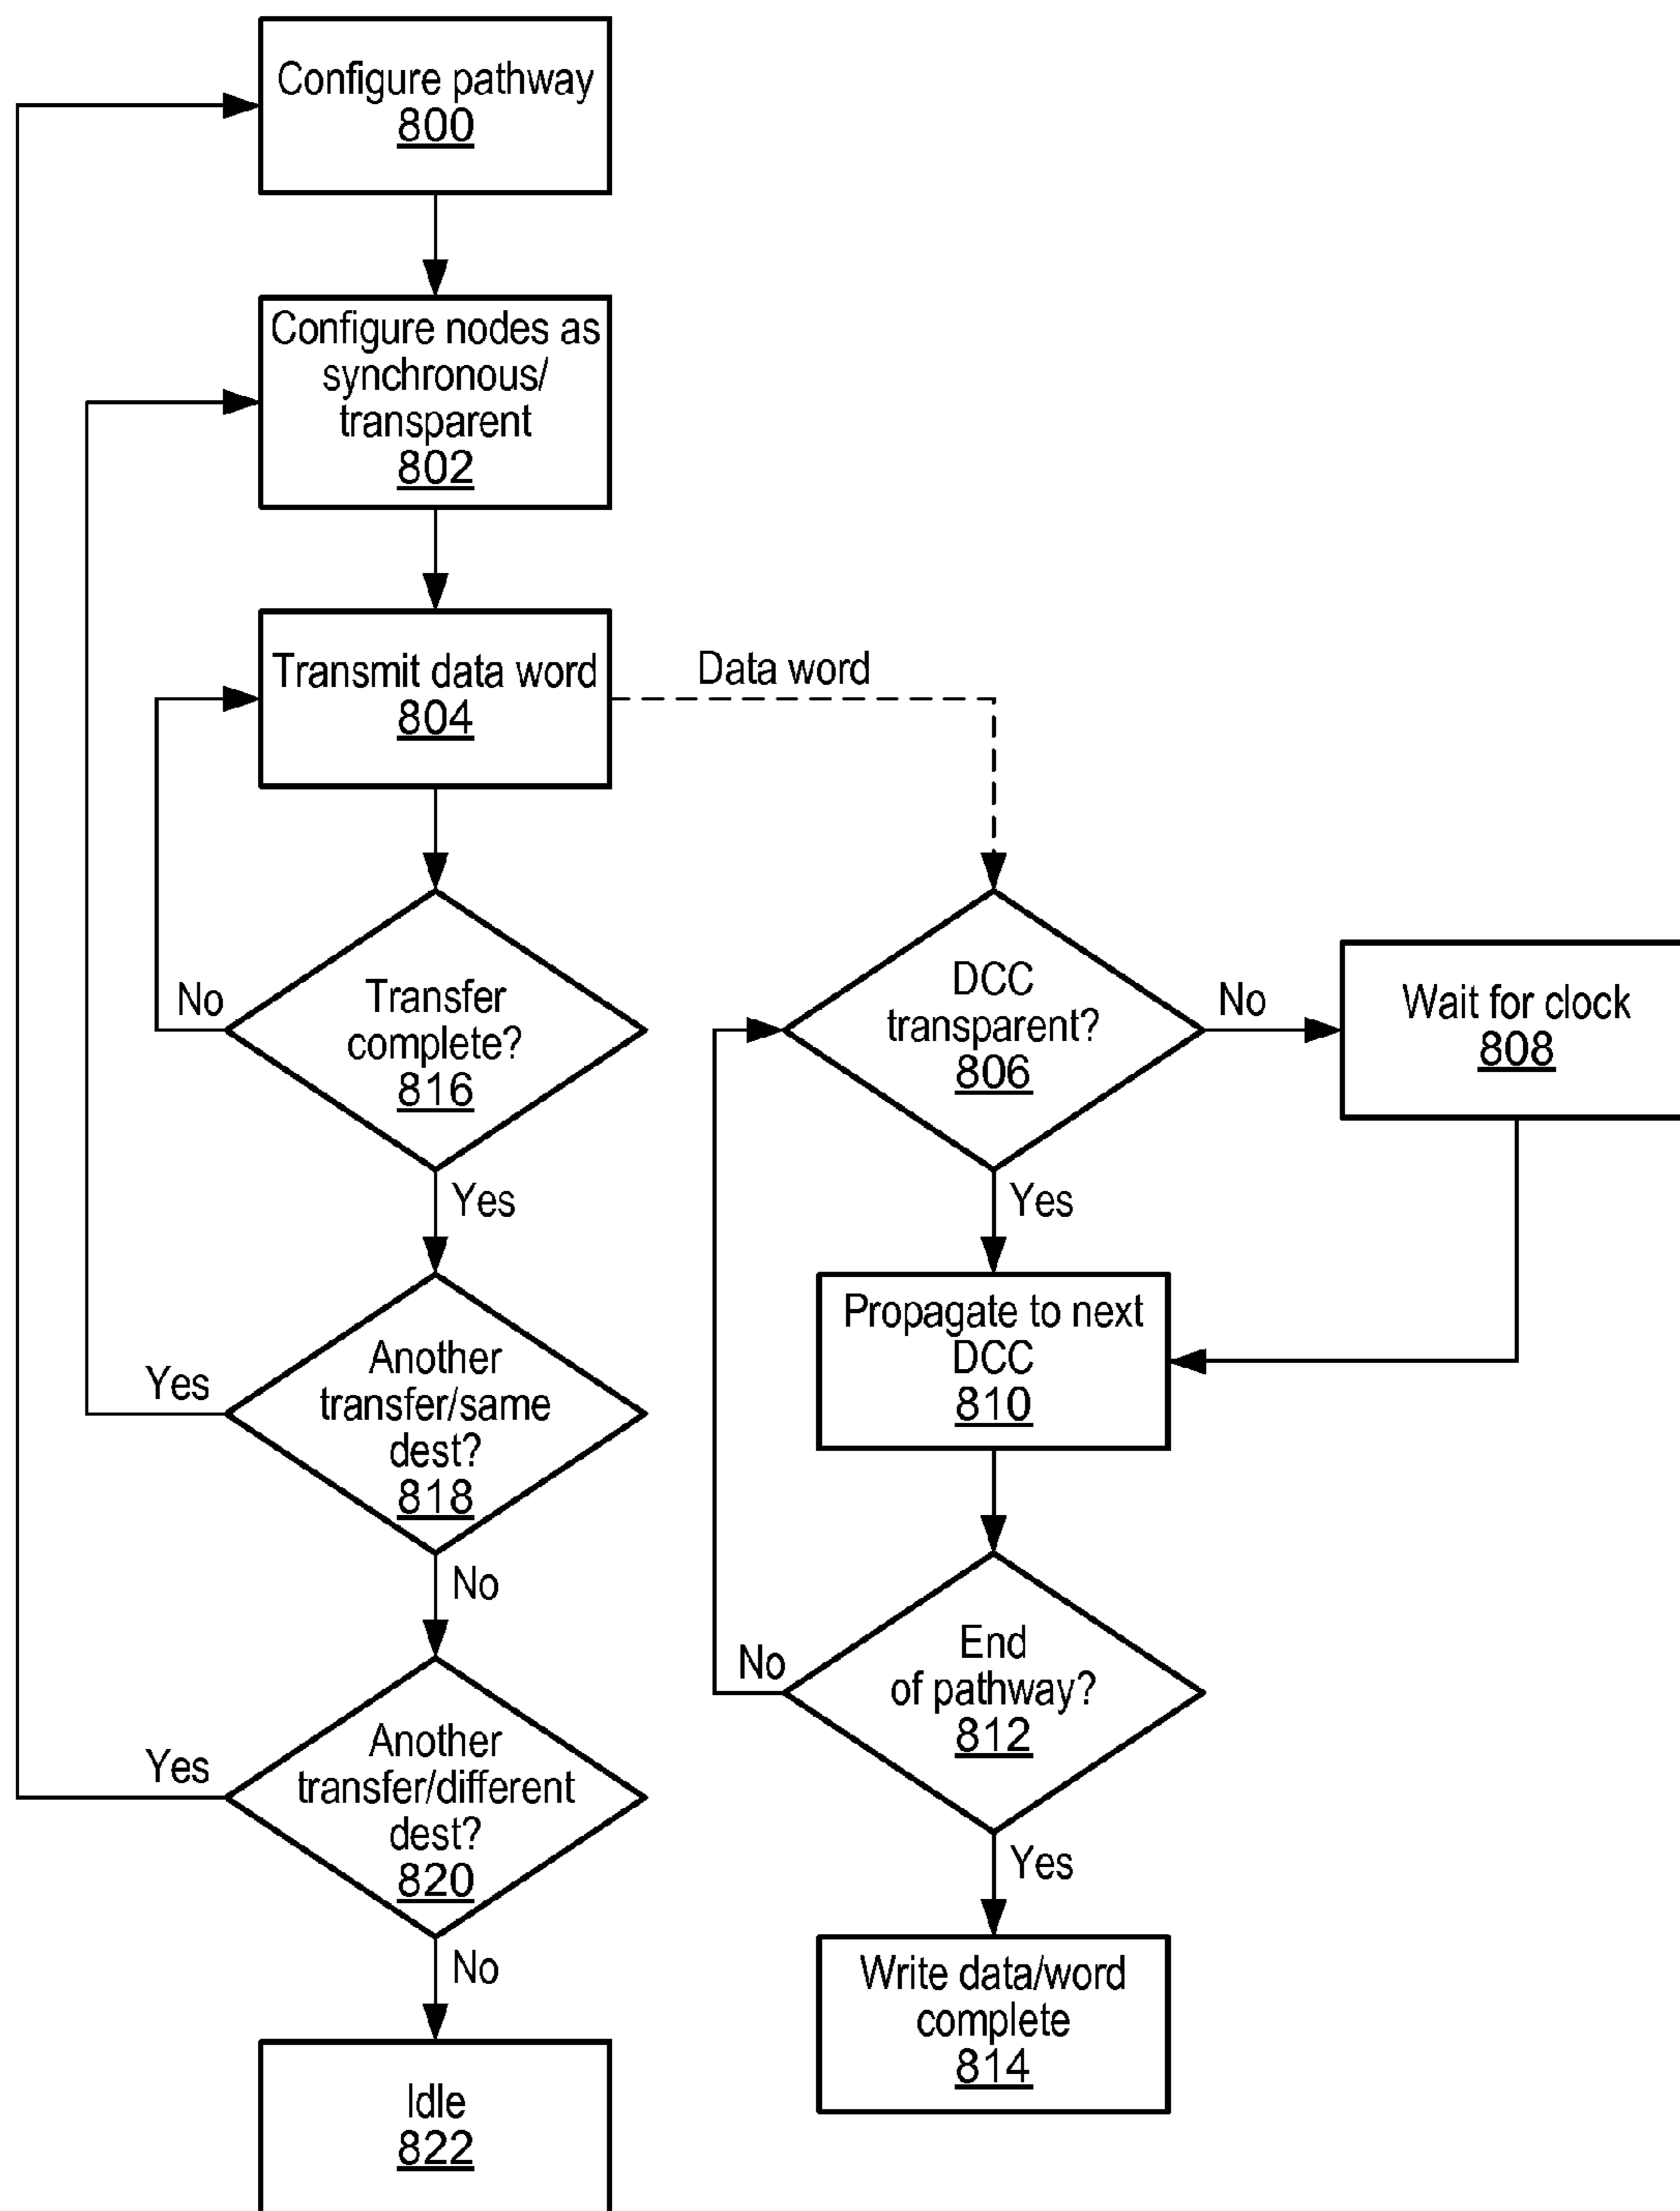 Configure pathway
800
Configure nodes as
synchronous/
transparent
802
Transmit data word
804
Data word
Transfer
complete?
816
No
Yes
DCC
transparent?
806
No
Yes
Wait for clock
808
Propagate to next
DCC
810
Another
transfer/same
dest?
818
Yes
No
End
of pathway?
812
No
Yes
Another
transfer/different
dest?
820
Yes
No
Write data/word
complete
814
Idle
822